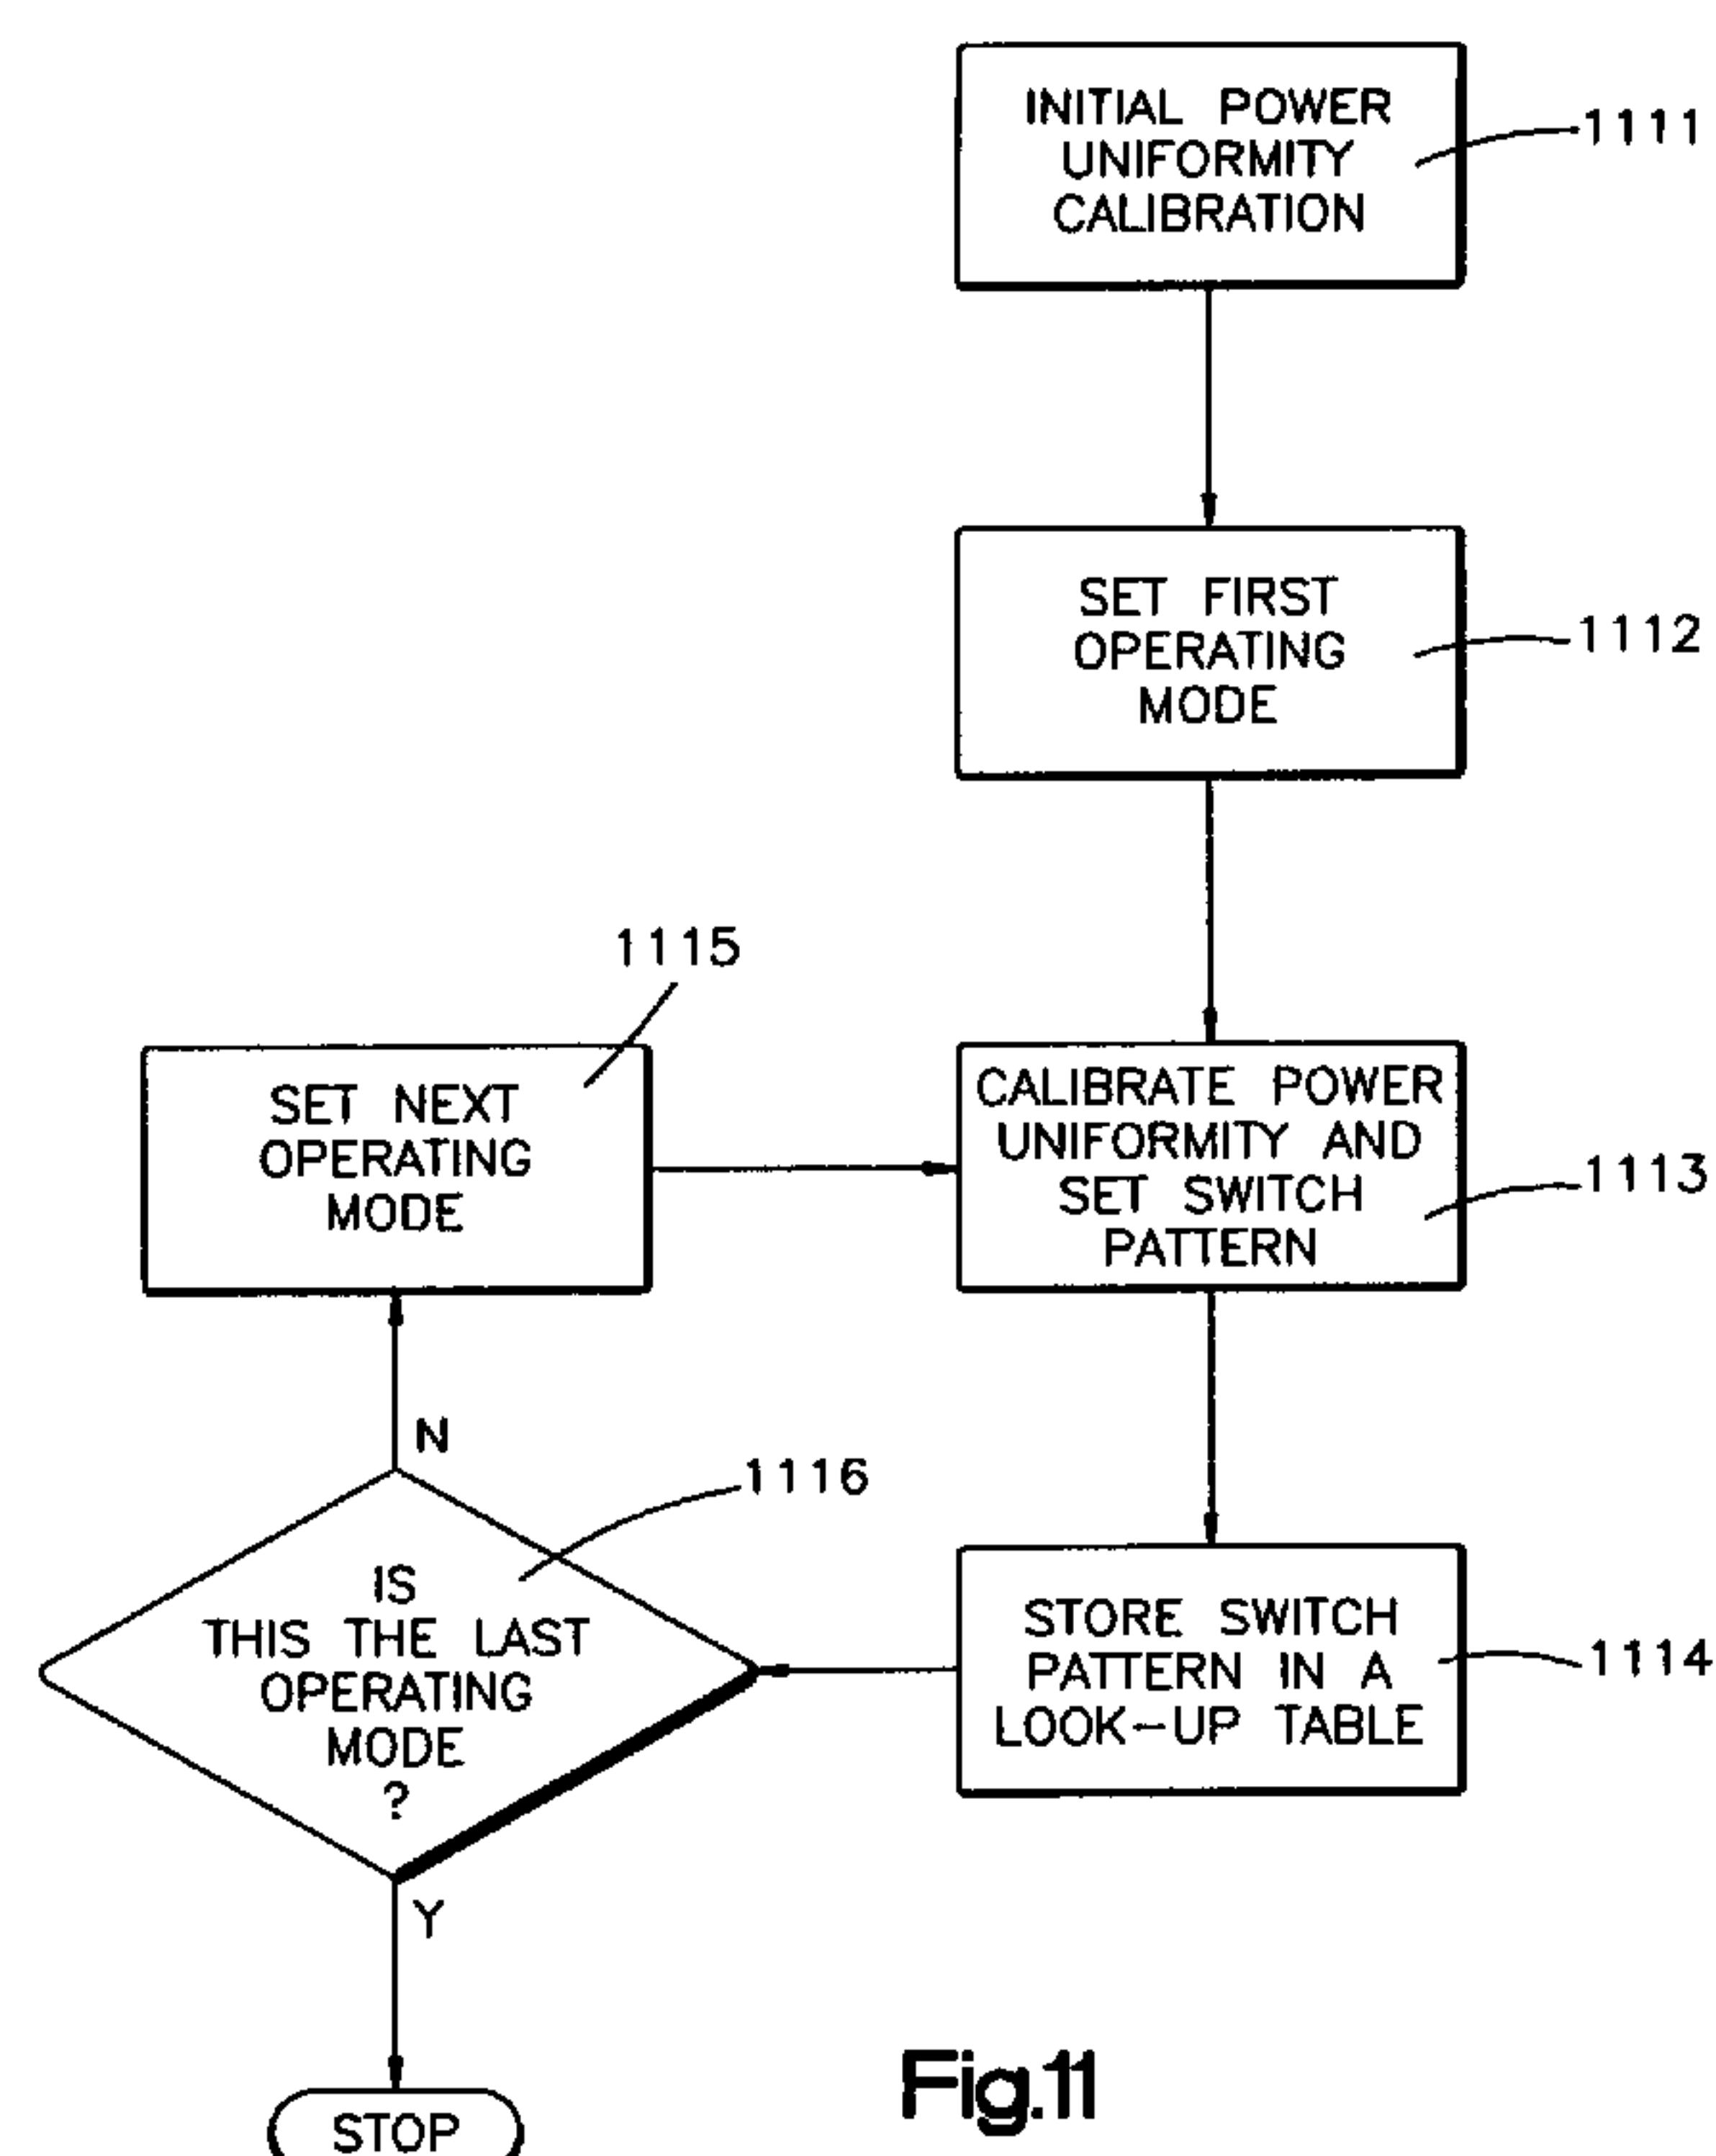 INITIAL POWER
UNIFORMITY
CALIBRATION
1111
SET FIRST
OPERATING
MODE
1112
1115
SET NEXT
OPERATING
MODE
CALIBRATE POWER
UNIFORMITY AND
SET SWITCH
PATTERN
1113
N
1116
IS
THIS THE LAST
OPERATING
MODE
?
STORE SWITCH
PATTERN IN A
LOOK-UP TABLE
1114
Y
STOP
Fig.11